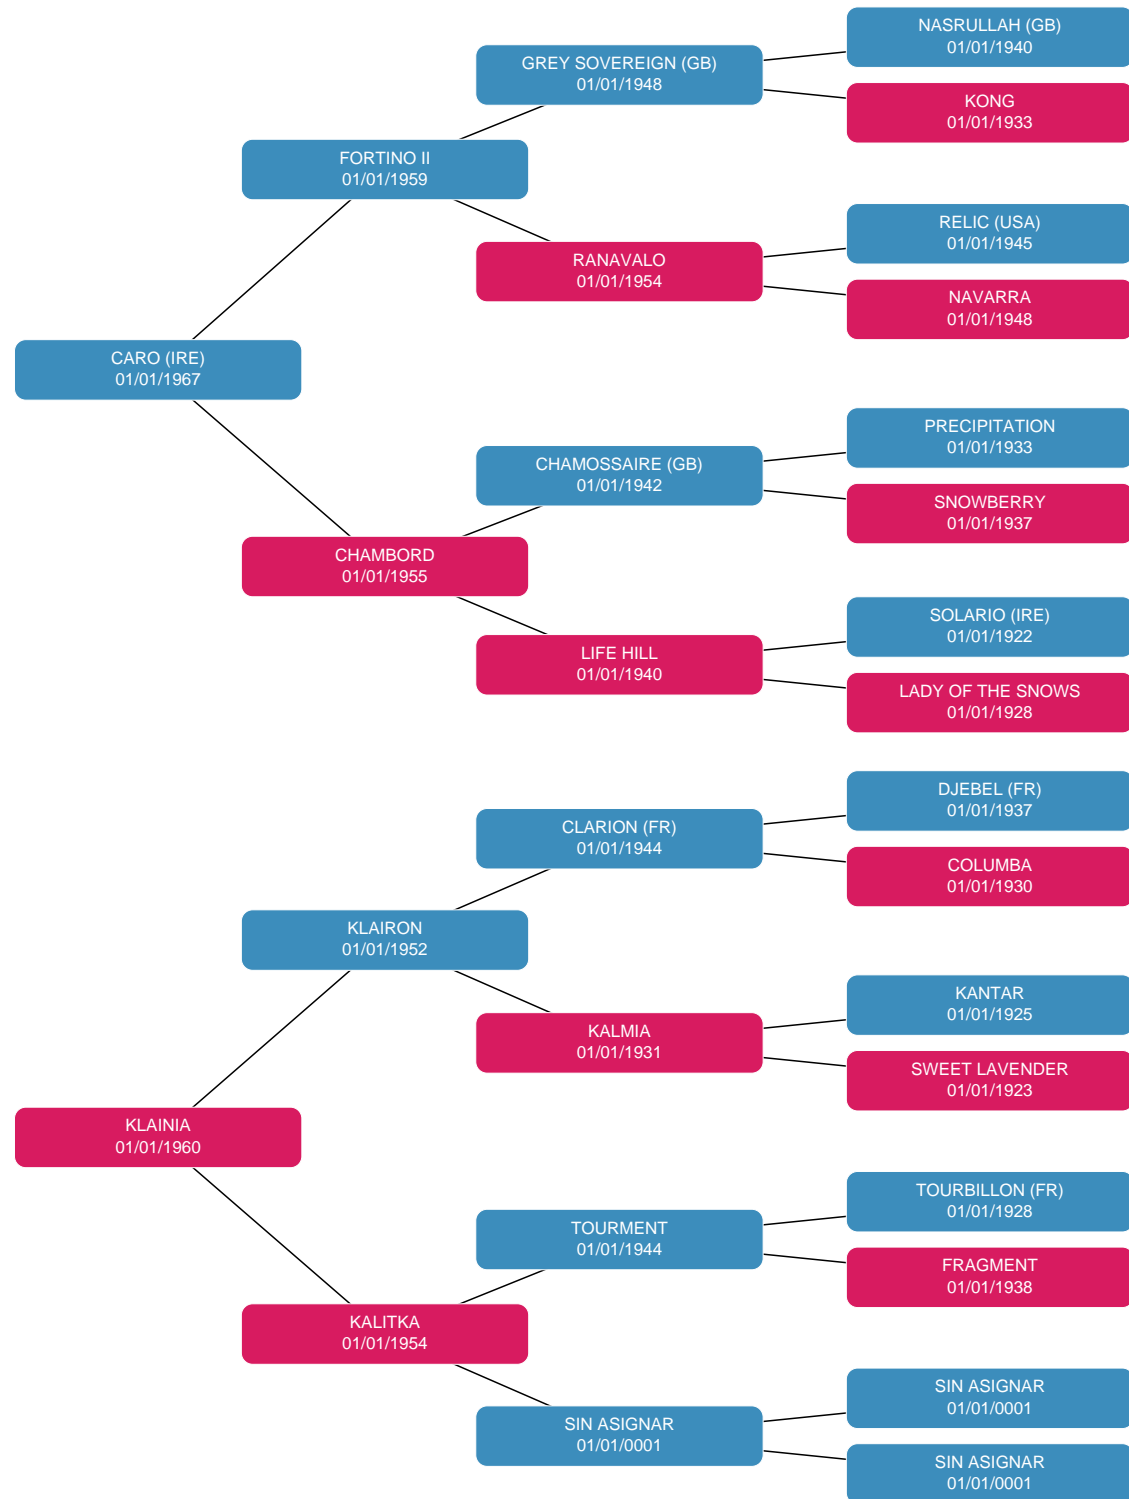 NASRULLAH (GB)
01/01/1940
GREY SOVEREIGN (GB)
01/01/1948
KONG
01/01/1933
FORTINO II
01/01/1959
RELIC (USA)
01/01/1945
RANAVALO
01/01/1954
NAVARRA
01/01/1948
CARO (IRE)
01/01/1967
PRECIPITATION
01/01/1933
CHAMOSSAIRE (GB)
01/01/1942
SNOWBERRY
01/01/1937
CHAMBORD
01/01/1955
SOLARIO (IRE)
01/01/1922
LIFE HILL
01/01/1940
LADY OF THE SNOWS
01/01/1928
DJEBEL (FR)
01/01/1937
CLARION (FR)
01/01/1944
COLUMBA
01/01/1930
KLAIRON
01/01/1952
KANTAR
01/01/1925
KALMIA
01/01/1931
SWEET LAVENDER
01/01/1923
KLAINIA
01/01/1960
TOURBILLON (FR)
01/01/1928
TOURMENT
01/01/1944
FRAGMENT
01/01/1938
KALITKA
01/01/1954
SIN ASIGNAR
01/01/0001
SIN ASIGNAR
01/01/0001
SIN ASIGNAR
01/01/0001